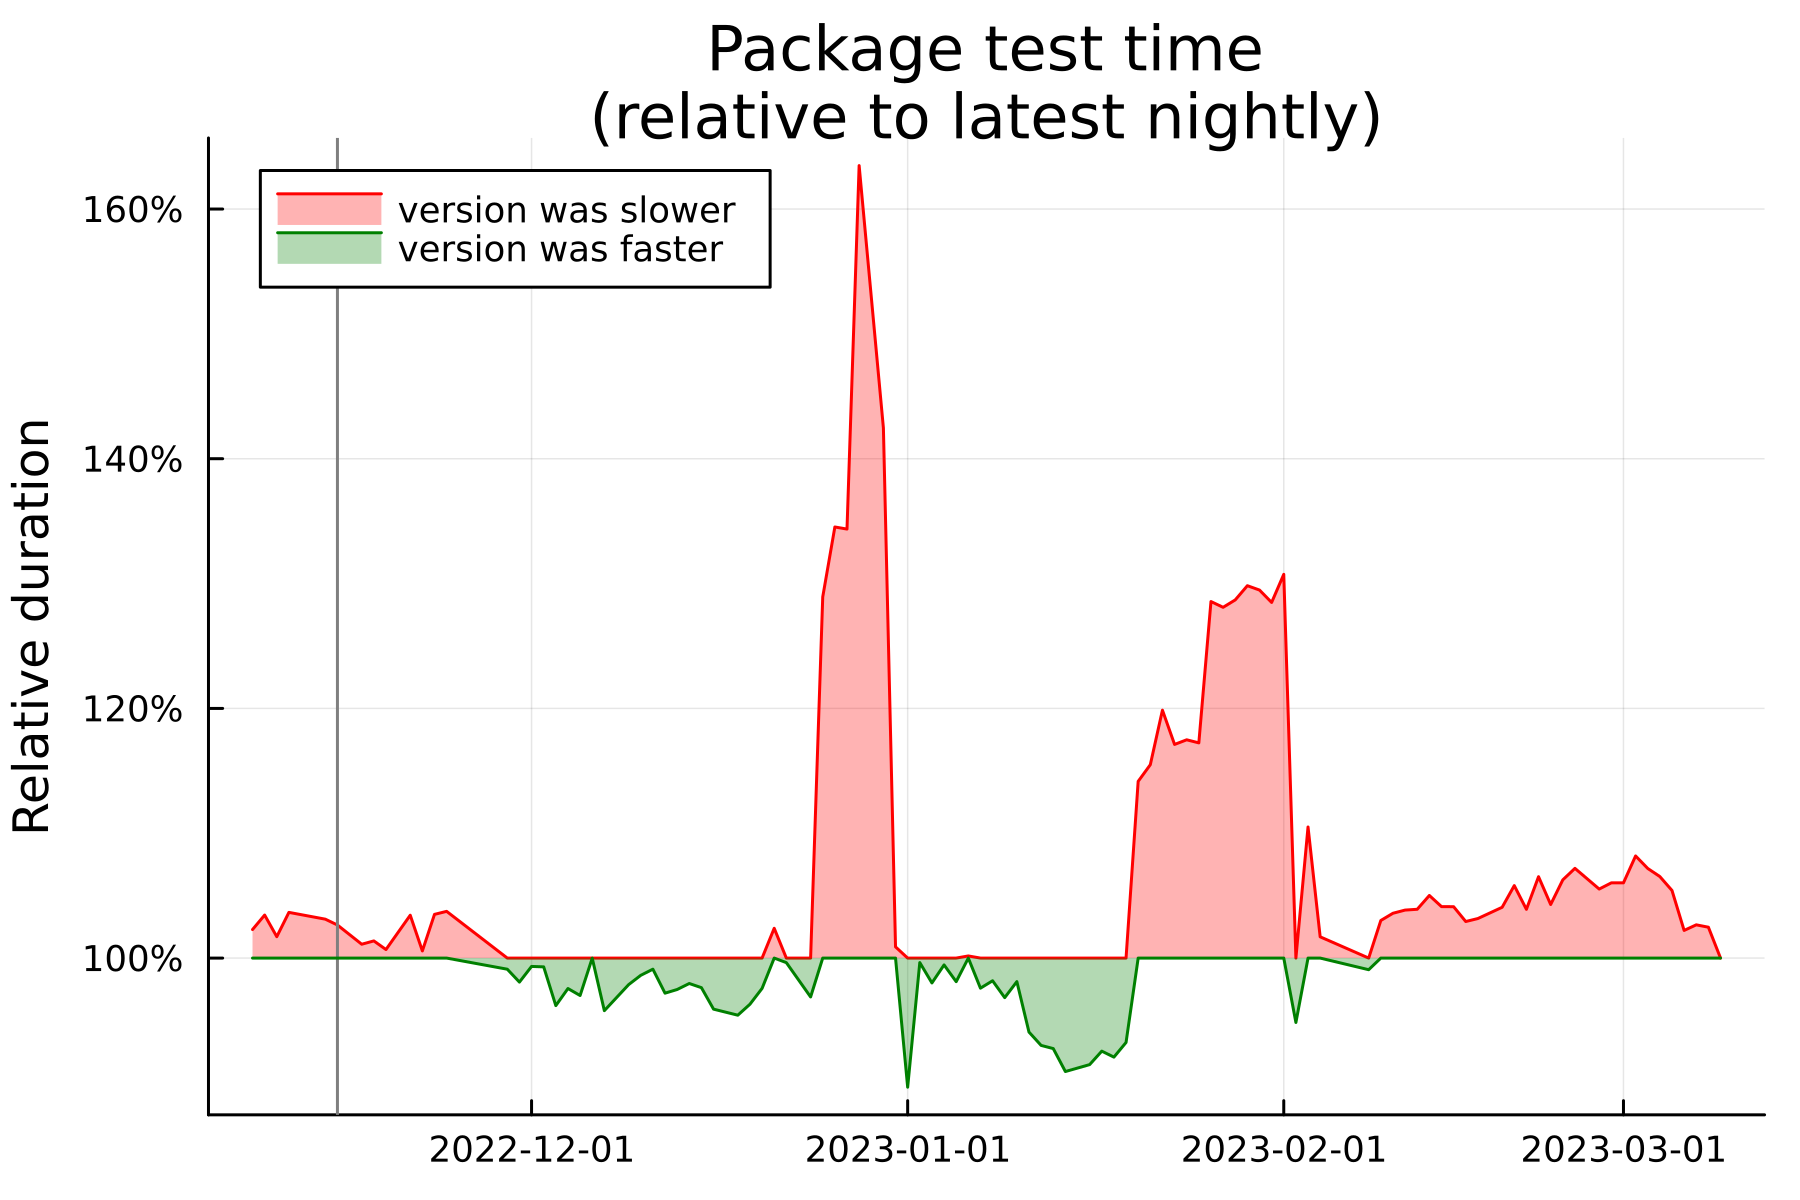 Package test time
(relative to latest nightly)
version was slower
version was faster
Relative duration
160%
140%
120%
100%
2022-12-01
2023-01-01
2023-02-01
2023-03-01